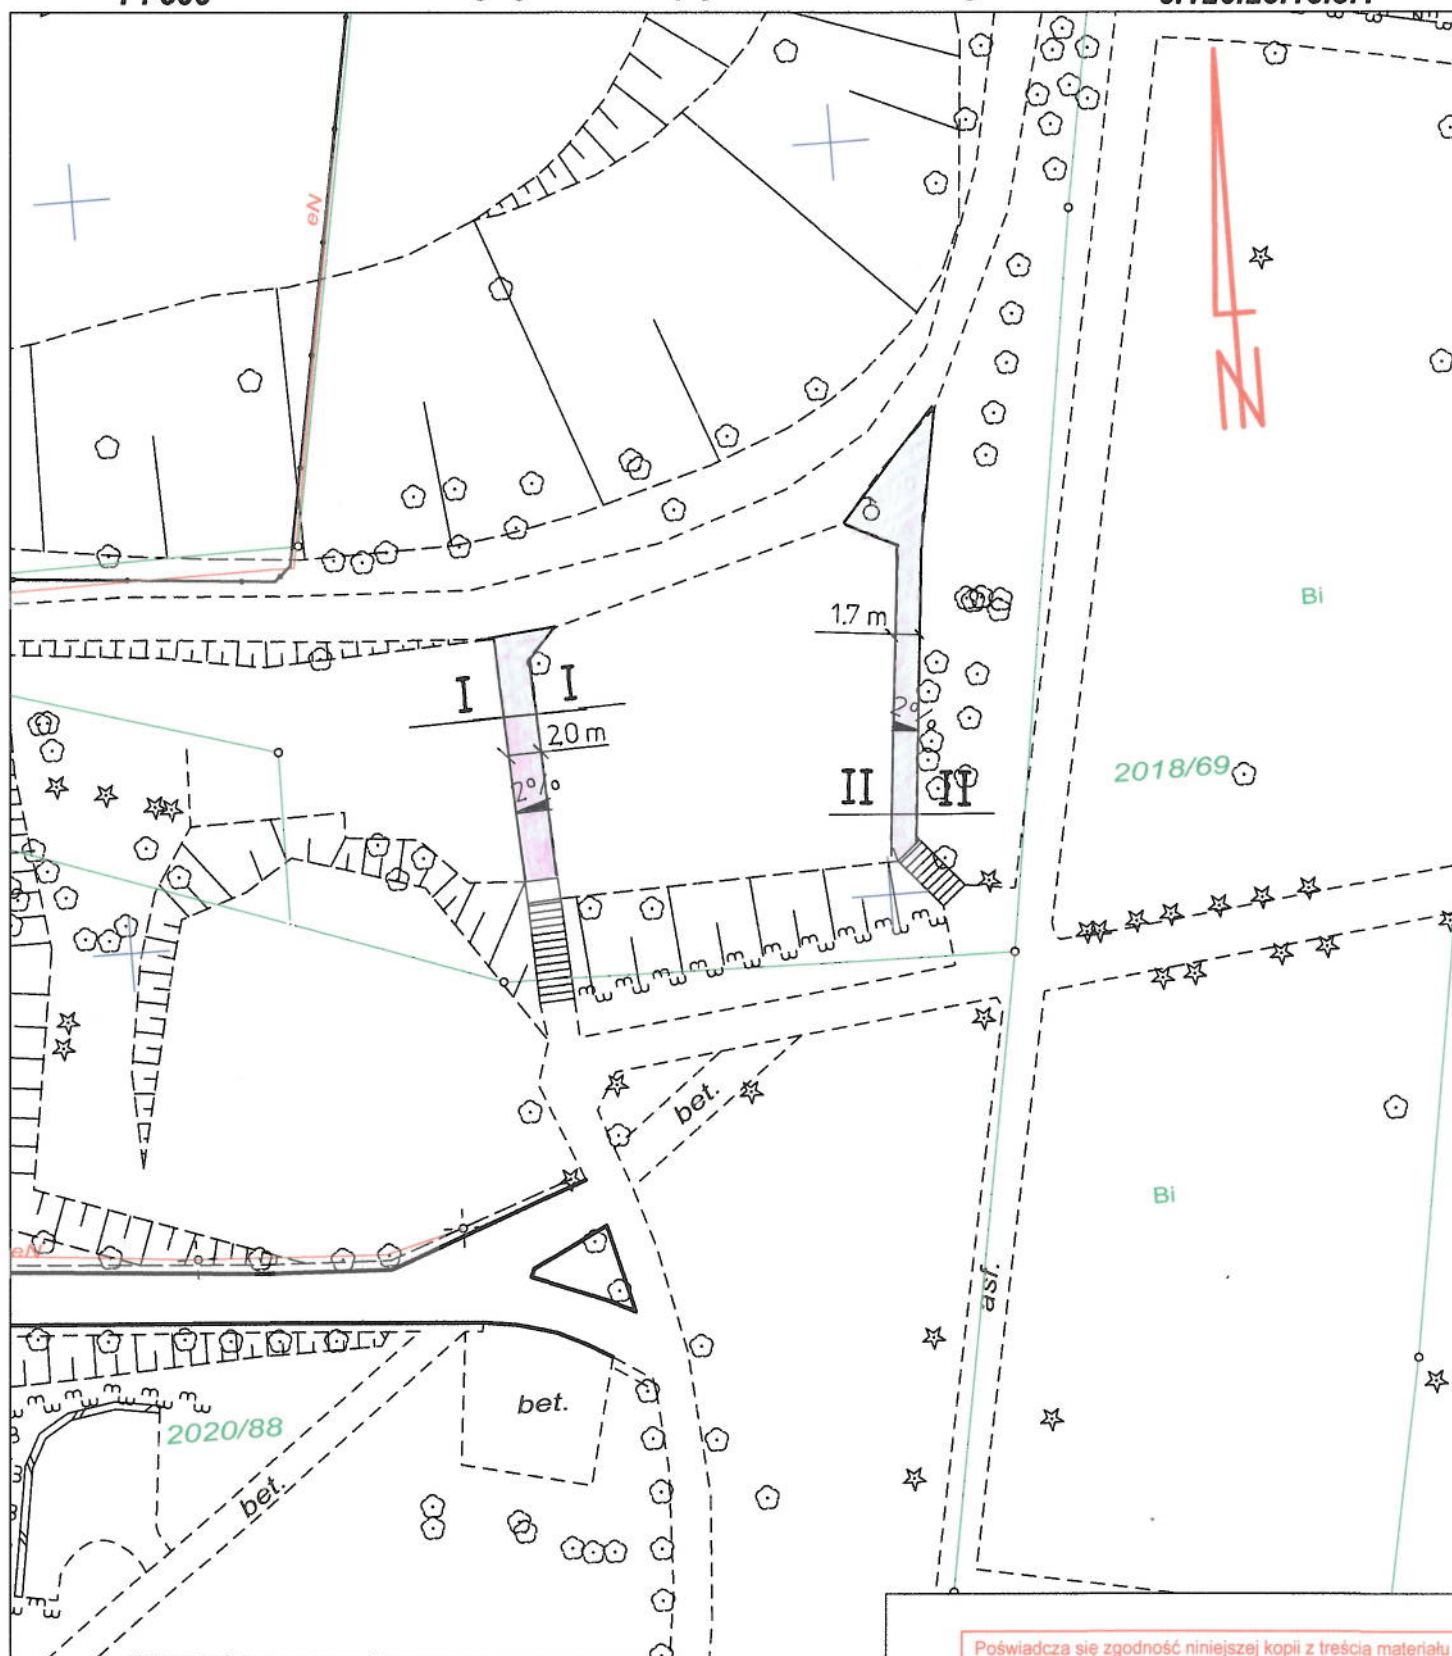 eN
N
Bi
1.7 m
I I
2.0 m
2%
2%
II II
2018/69
bet.
Bi
eN
asf.
bet.
2020/88
bet.
Poświadcza się zgodność niniejszej kopii z treścią materiału